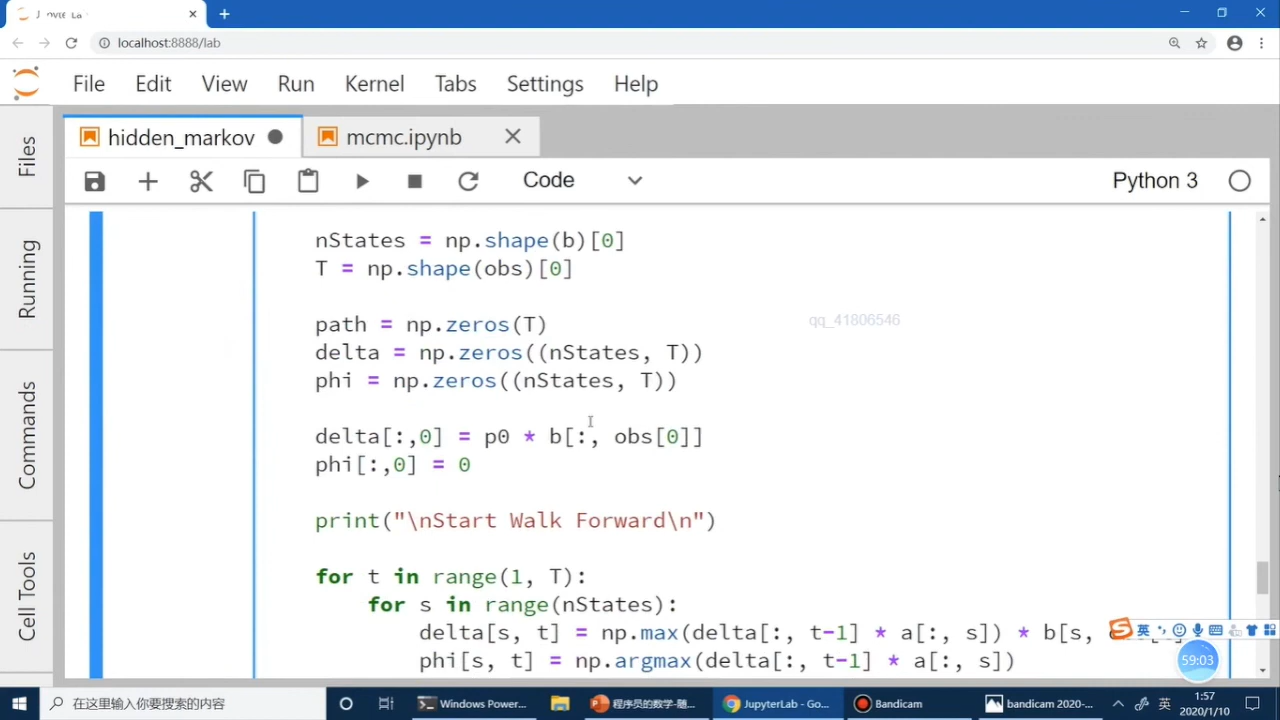 localhost:8888/lab
File Edit View Run Kernel Tabs Settings Help
hidden_markov mcmc.ipynb
Code Python 3
Files
Running
Commands
Cell Tools
nStates = np.shape(b)[0]
T = np.shape(obs)[0]
qq_41806546
path = np.zeros(T)
delta = np.zeros((nStates, T))
phi = np.zeros((nStates, T))
delta[:,0] = p0 * b[:, obs[0]]
phi[:,0] = 0
print("\nStart Walk Forward\n")
for t in range(1, T):
for s in range(nStates):
delta[s, t] = np.max(delta[:, t-1] * a[:, s]) * b[s,
phi[s, t] = np.argmax(delta[:, t-1] * a[:, s])
英
59:03
在这里输入你要搜索的内容
Windows Power...
程序员的数学-随...
JupyterLab - Go...
Bandicam
bandicam 2020-...
英
1:57
2020/1/10